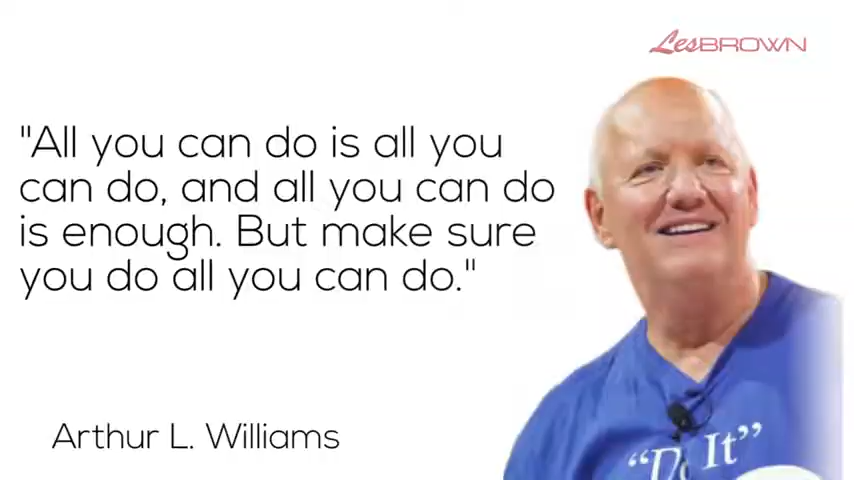 LesBROWN
"All you can do is all you
can do, and all you can do
is enough. But make sure
you do all you can do."
Arthur L. Williams
"Do It"